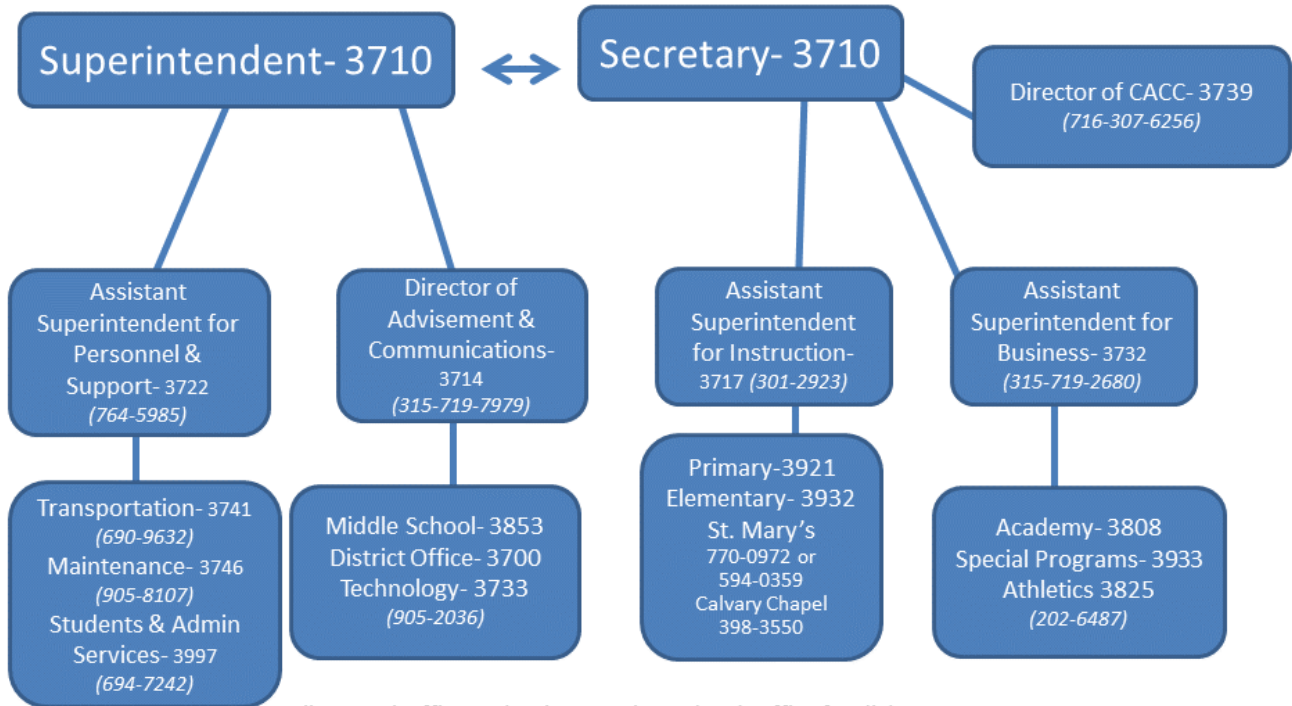 Superintendent- 3710
Secretary- 3710
Director of CACC- 3739
(716-307-6256)
Assistant
Superintendent for
Personnel &
Support- 3722
(764-5985)
Director of
Advisement &
Communications-
3714
(315-719-7979)
Assistant
Superintendent
for Instruction-
3717 (301-2923)
Assistant
Superintendent for
Business- 3732
(315-719-2680)
Transportation- 3741
(690-9632)
Maintenance- 3746
(905-8107)
Students & Admin
Services- 3997
(694-7242)
Middle School- 3853
District Office- 3700
Technology- 3733
(905-2036)
Primary-3921
Elementary- 3932
St. Mary's
770-0972 or
594-0359
Calvary Chapel
398-3550
Academy- 3808
Special Programs- 3933
Athletics 3825
(202-6487)